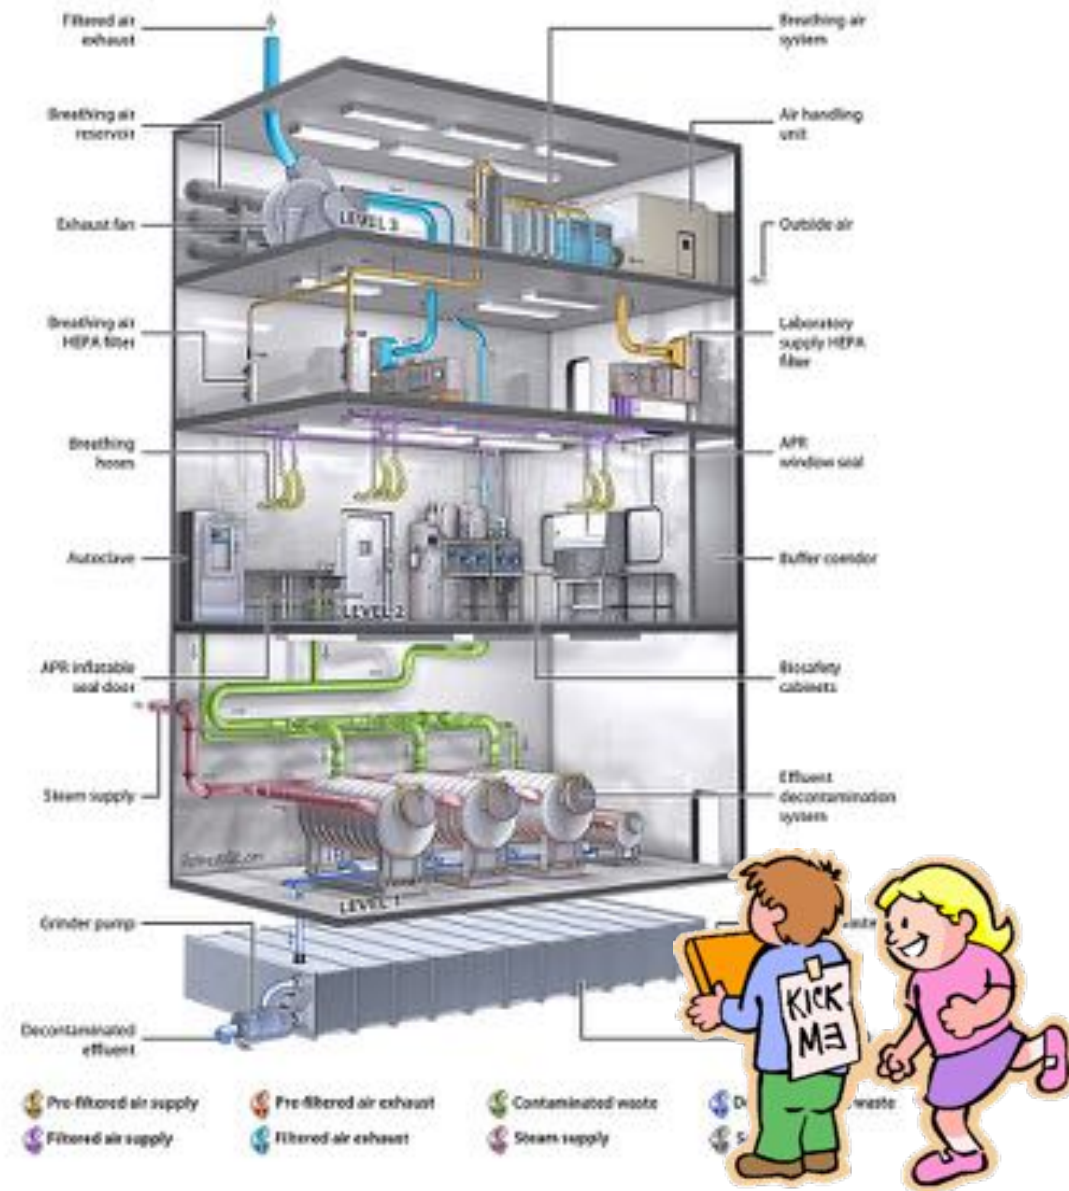 Filtered air
exhaust
Breathing air
system
Breathing air
reservoir
Air handling
unit
Exhaust fan
LEVEL 3
Outside air
Breathing air
HEPA filter
Laboratory
supply HEPA
filter
Breathing
hoses
APR
window seal
Autoclave
Buffer corridor
LEVEL 2
APR inflatable
seal door
Biosafety
cabinets
Steam supply
Effluent
decontamination
system
LEVEL 1
Grinder pump
Decontaminated
effluent
KICK
ME
Pre-filtered air supply
Pre-filtered air exhaust
Contaminated waste
waste
Filtered air supply
Filtered air exhaust
Steam supply